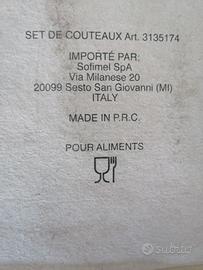 SET DE COUTEAUX Art. 3135174
IMPORTÉ PAR:
Sofimel SpA
Via Milanese 20
20099 Sesto San Giovanni (MI)
ITALY
MADE IN P.R.C.
POUR ALIMENTS
subito